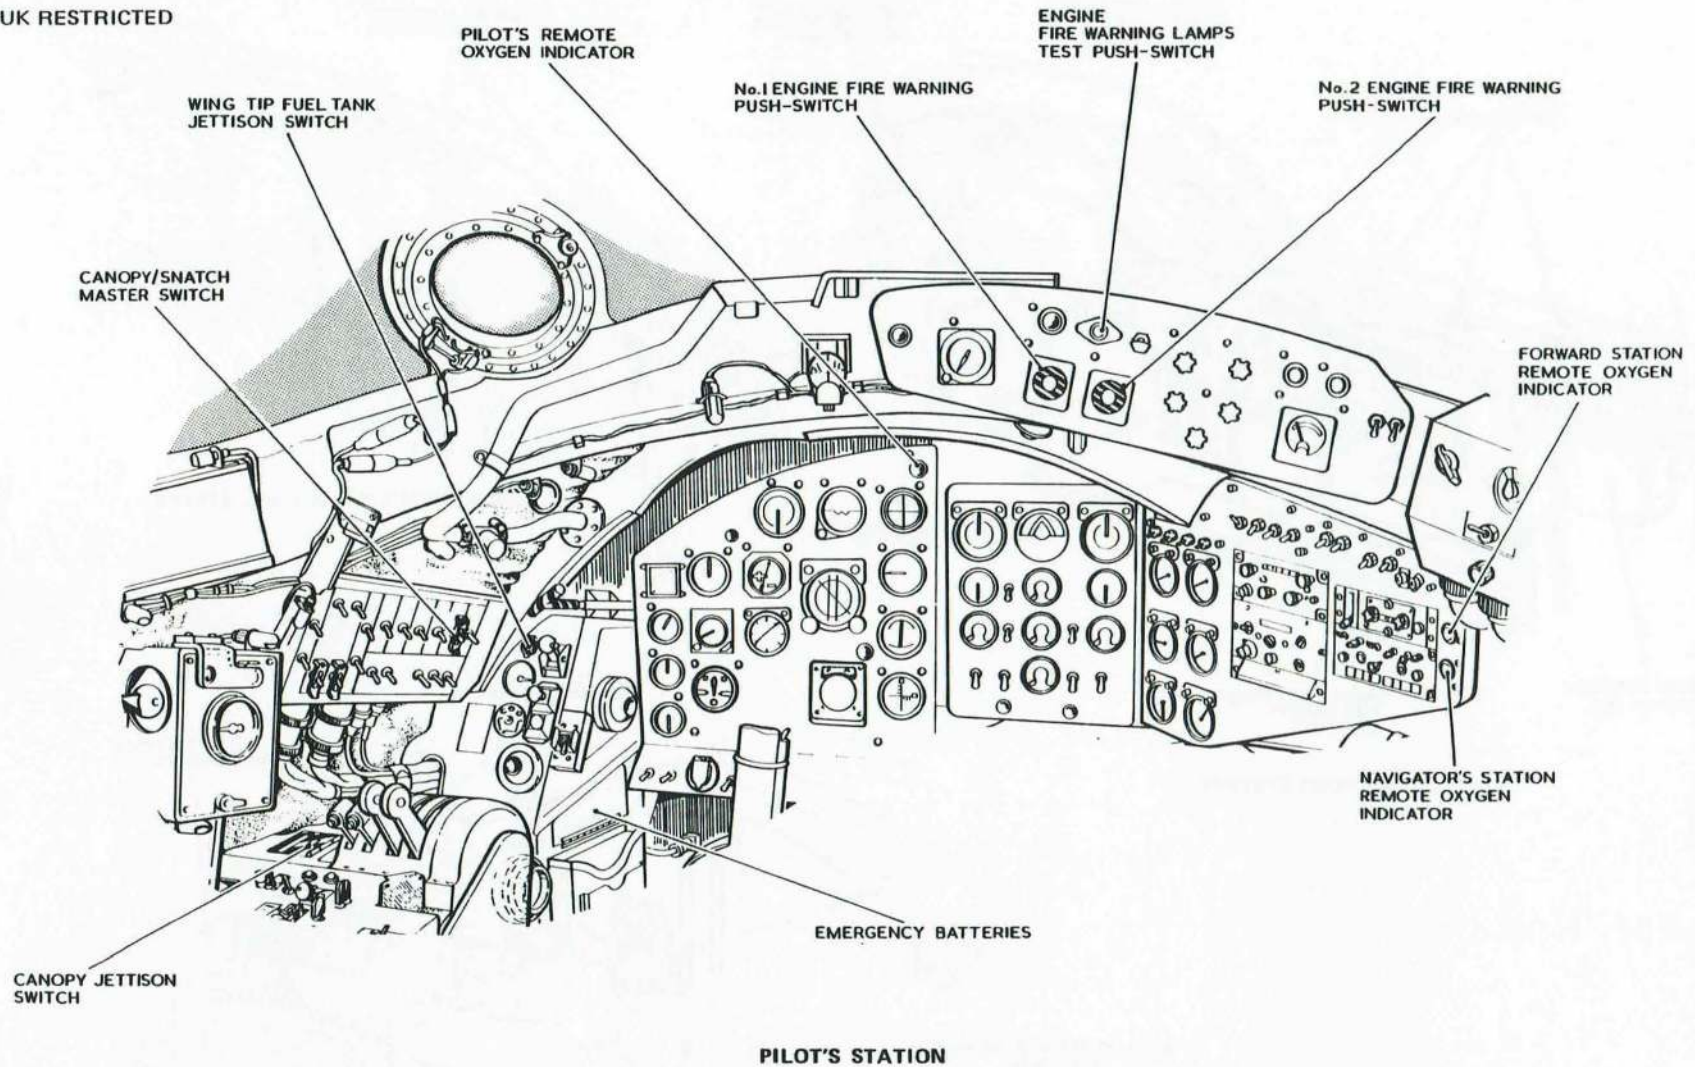 UK RESTRICTED
PILOT'S REMOTE
OXYGEN INDICATOR
ENGINE
FIRE WARNING LAMPS
TEST PUSH-SWITCH
WING TIP FUEL TANK
JETTISON SWITCH
No.1 ENGINE FIRE WARNING
PUSH-SWITCH
No.2 ENGINE FIRE WARNING
PUSH-SWITCH
CANOPY/SNATCH
MASTER SWITCH
FORWARD STATION
REMOTE OXYGEN
INDICATOR
NAVIGATOR'S STATION
REMOTE OXYGEN
INDICATOR
EMERGENCY BATTERIES
CANOPY JETTISON
SWITCH
PILOT'S STATION